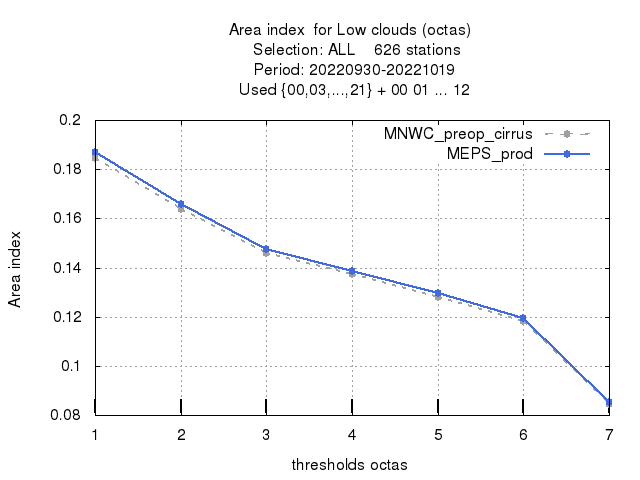 Area index for Low clouds (octas)
Selection: ALL 626 stations
Period: 20220930-20221019
Used {00,03,...,21} + 00 01 ... 12
MNWC_preop_cirrus
MEPS_prod
0.2
0.18
0.16
0.14
0.12
0.1
0.08
Area index
1 2 3 4 5 6 7
thresholds octas